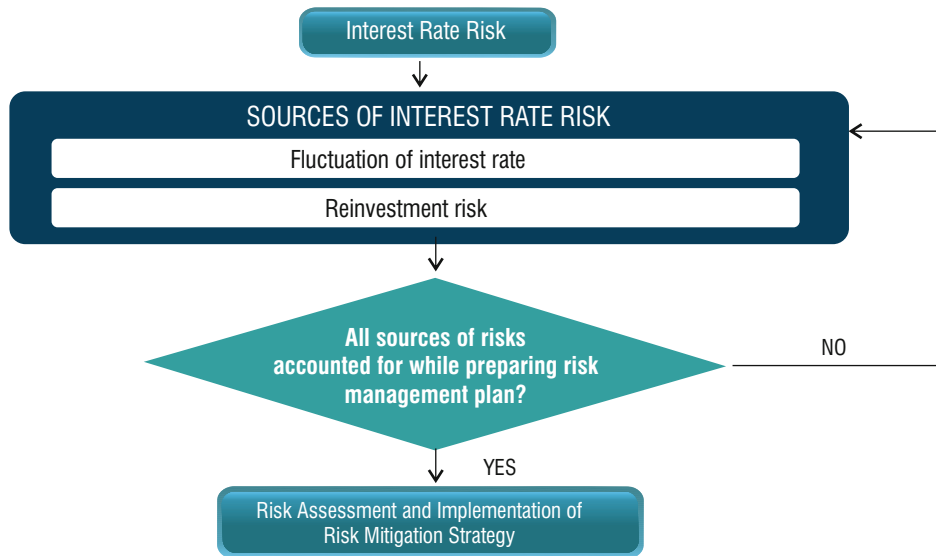 Interest Rate Risk
SOURCES OF INTEREST RATE RISK
Fluctuation of interest rate
Reinvestment risk
All sources of risks
accounted for while preparing risk
management plan?
NO
YES
Risk Assessment and Implementation of
Risk Mitigation Strategy